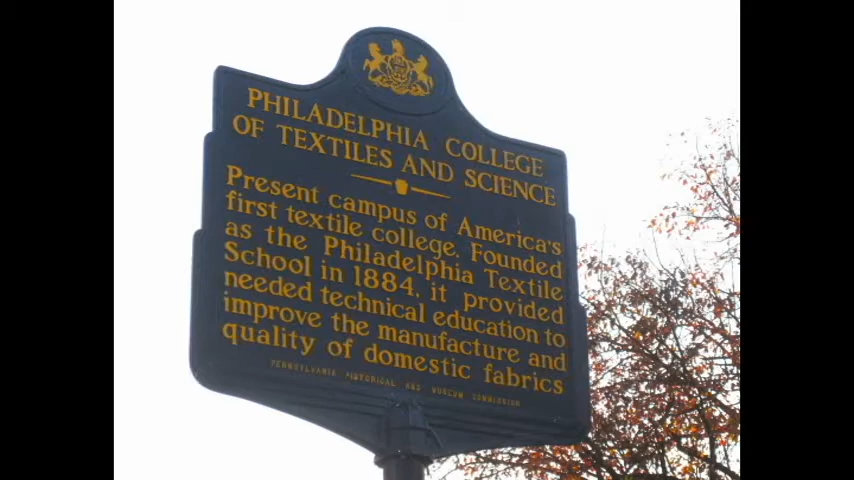 PHILADELPHIA COLLEGE
OF TEXTILES AND SCIENCE
Present campus of America's
first textile college. Founded
as the Philadelphia Textile
School in 1884, it provided
needed technical education to
improve the manufacture and
quality of domestic fabrics
PENNSYLVANIA HISTORICAL AND MUSEUM COMMISSION